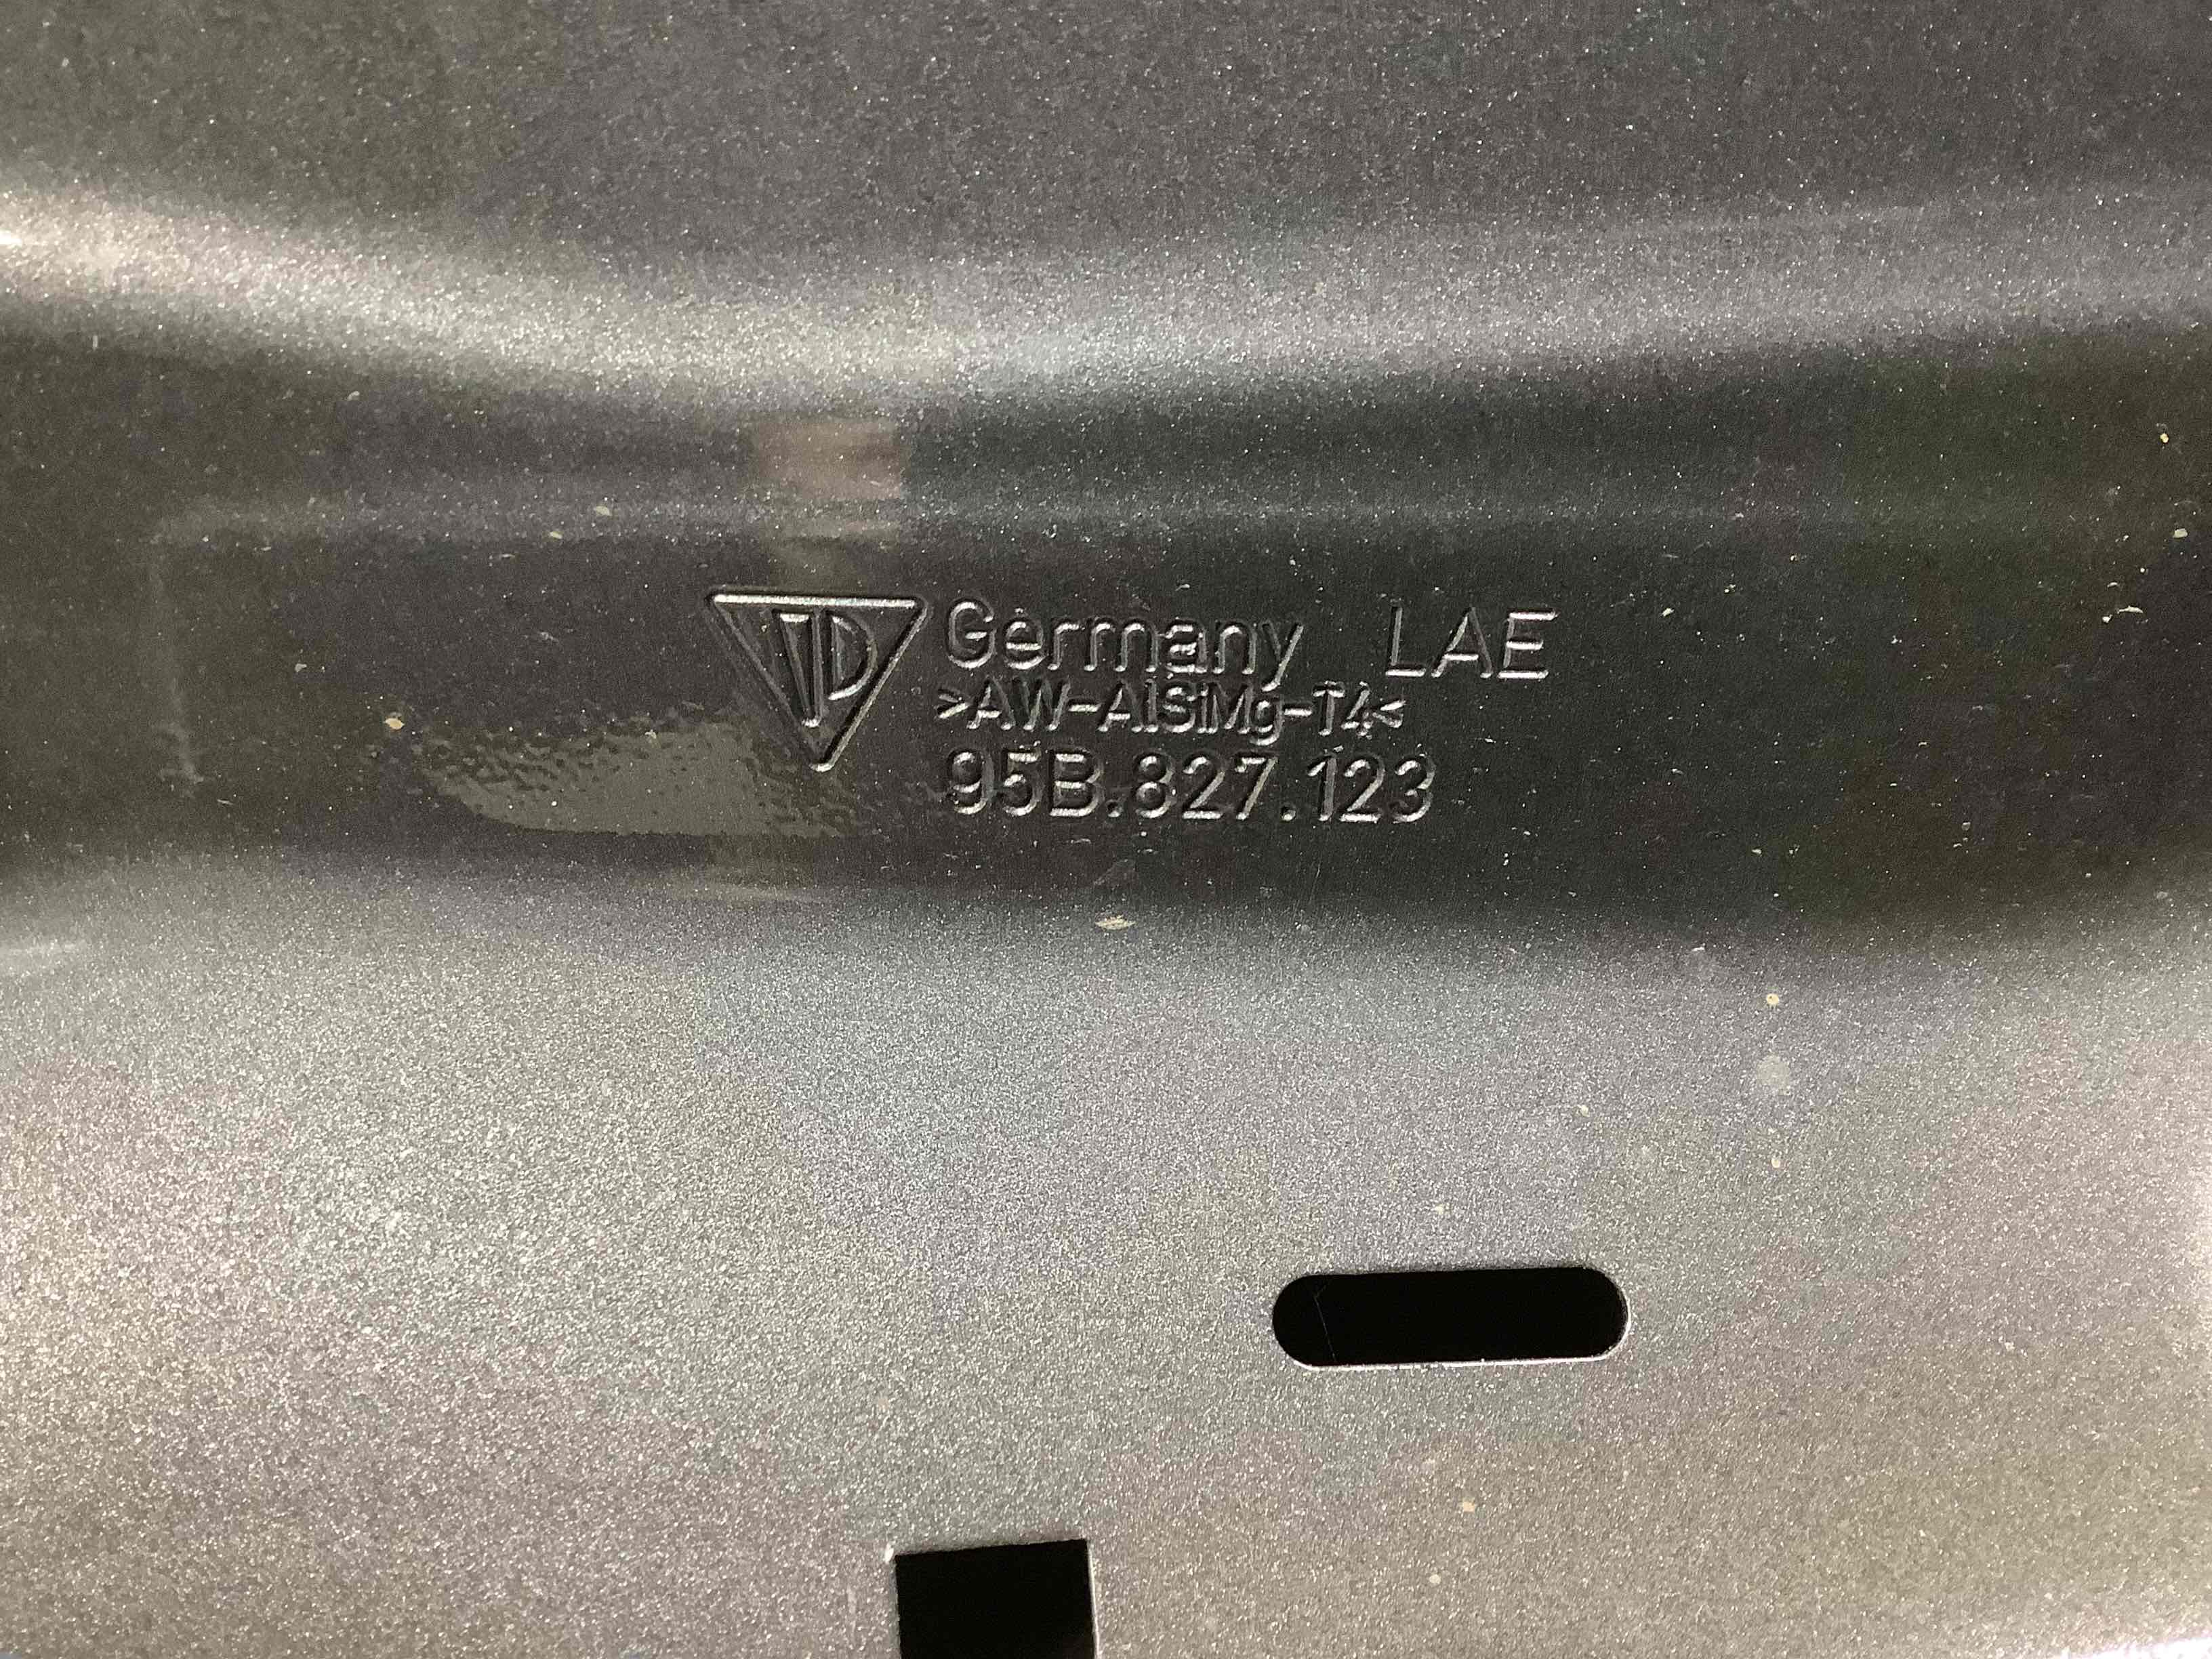 Germany LAE
>AW-AlSiMg-T4<
95B.827.123